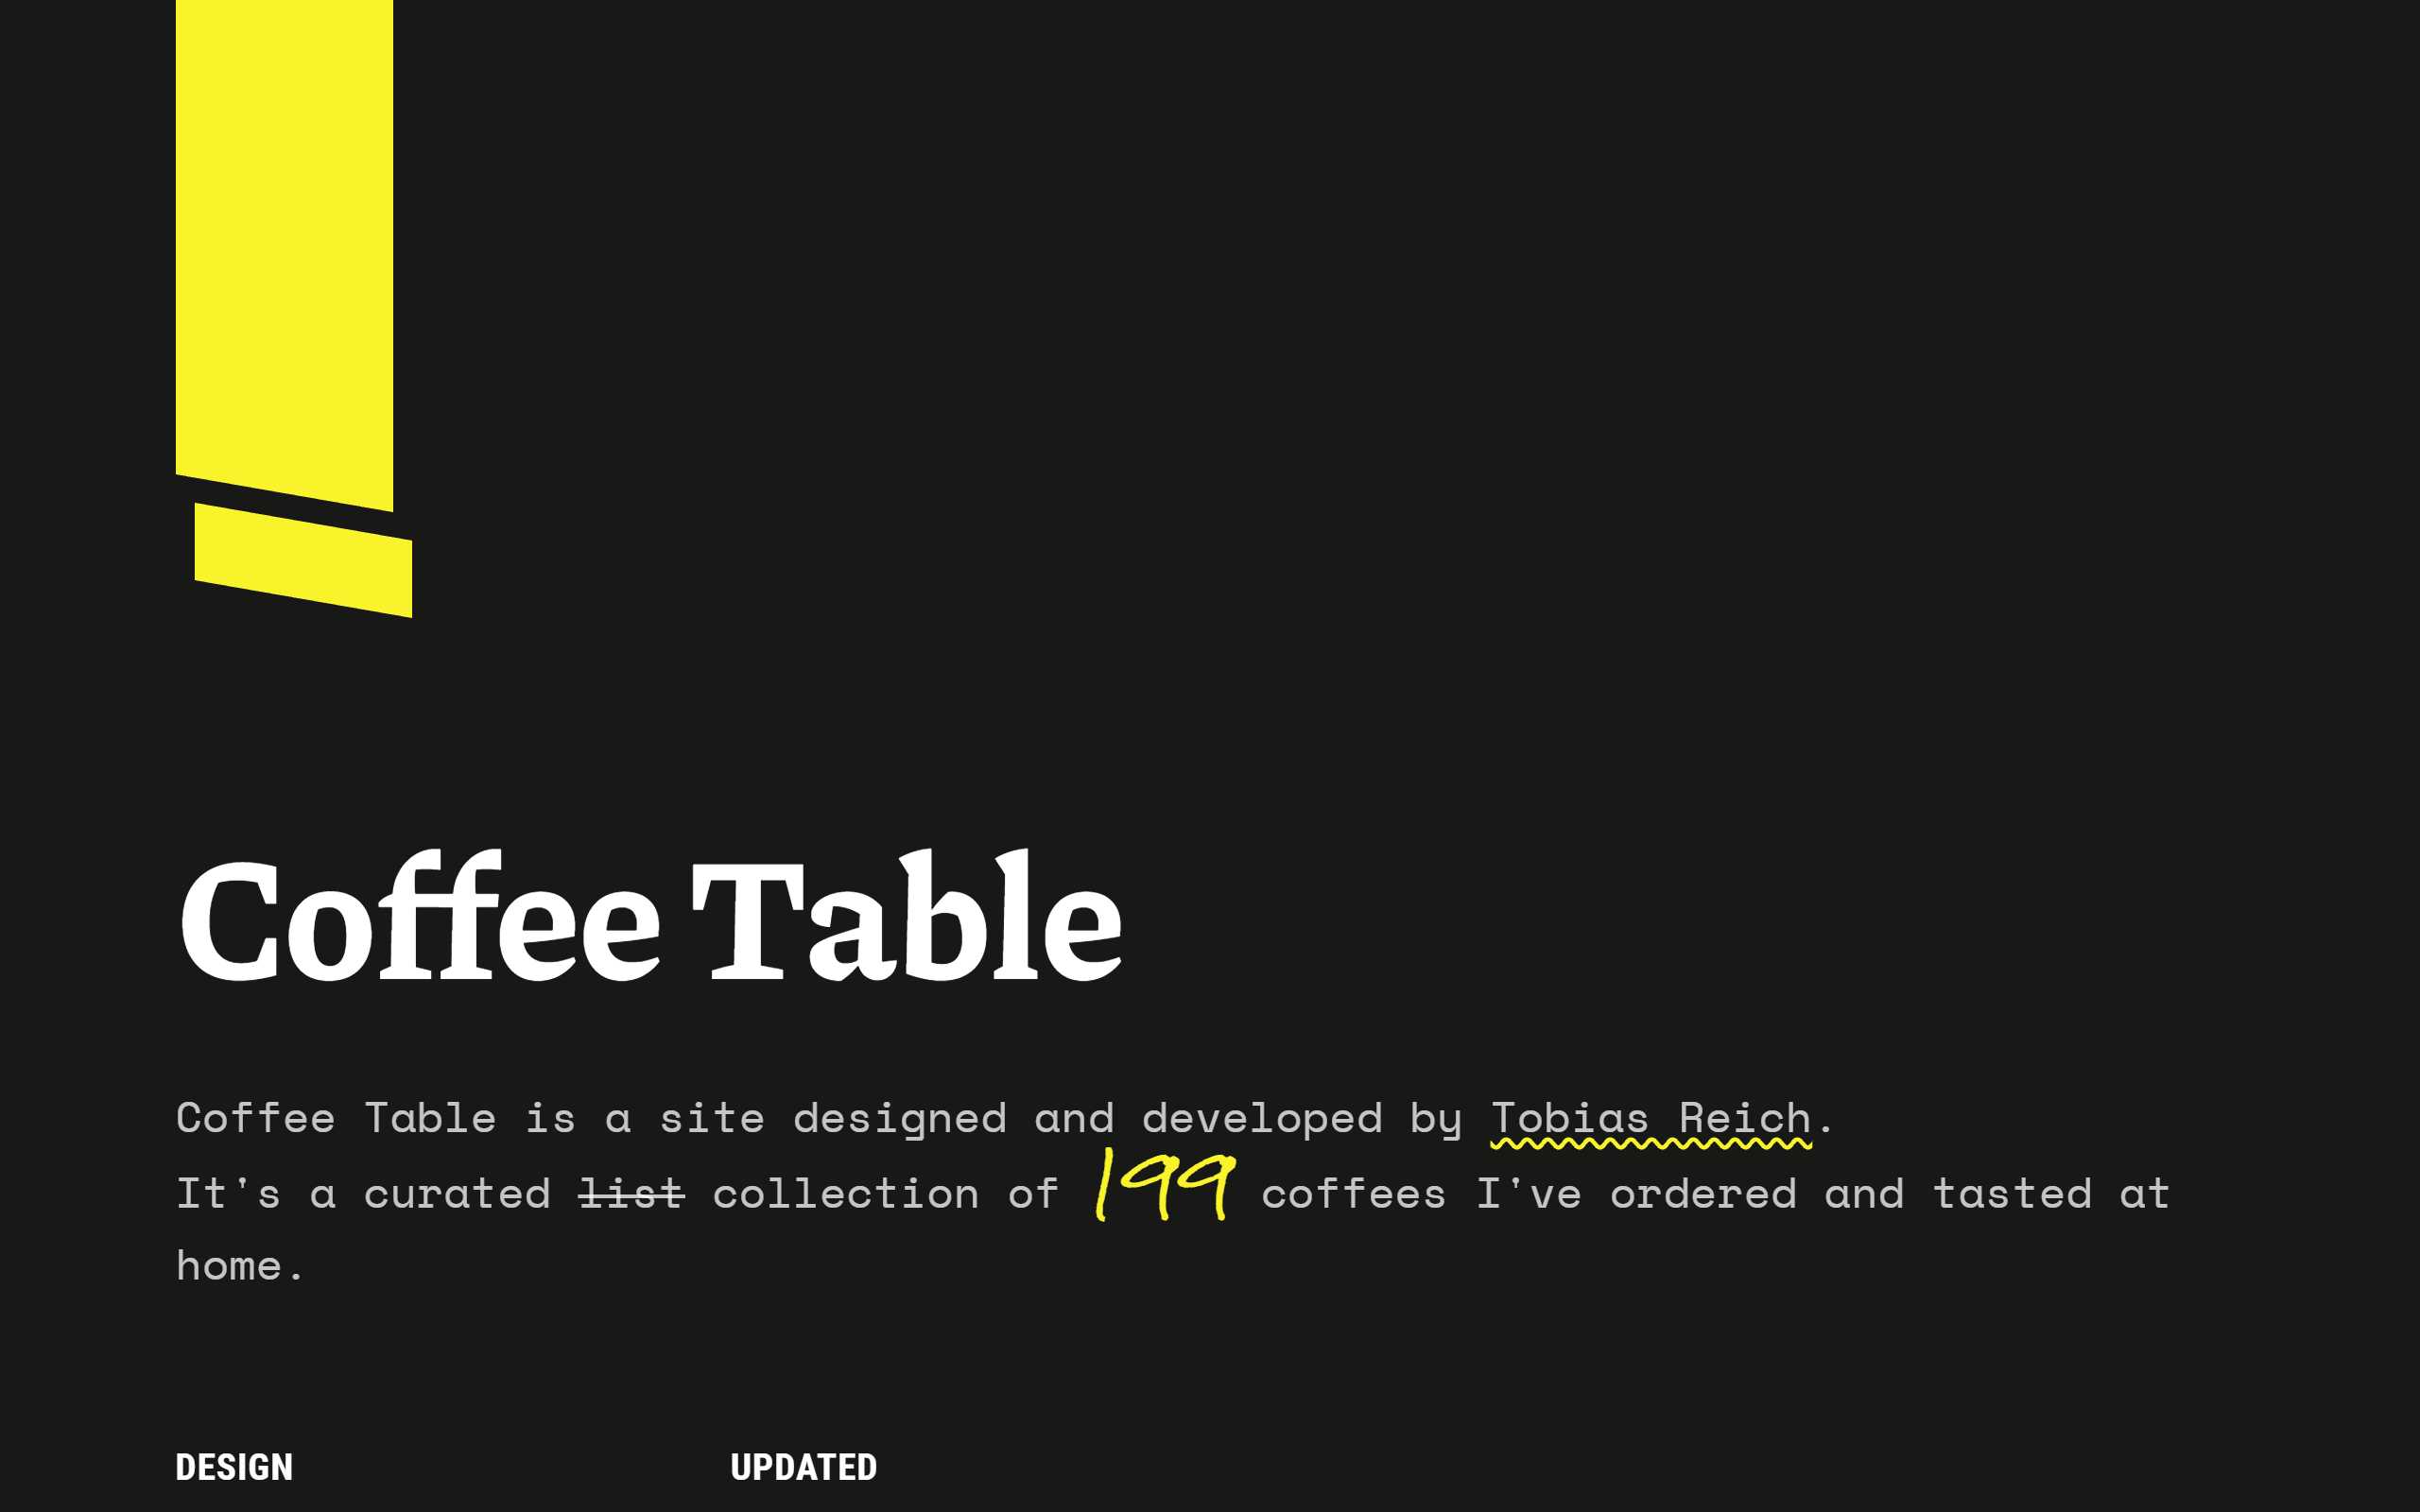 Coffee Table
Coffee Table is a site designed and developed by Tobias Reich.
It's a curated list collection of 199 coffees I've ordered and tasted at
home.
DESIGN
UPDATED